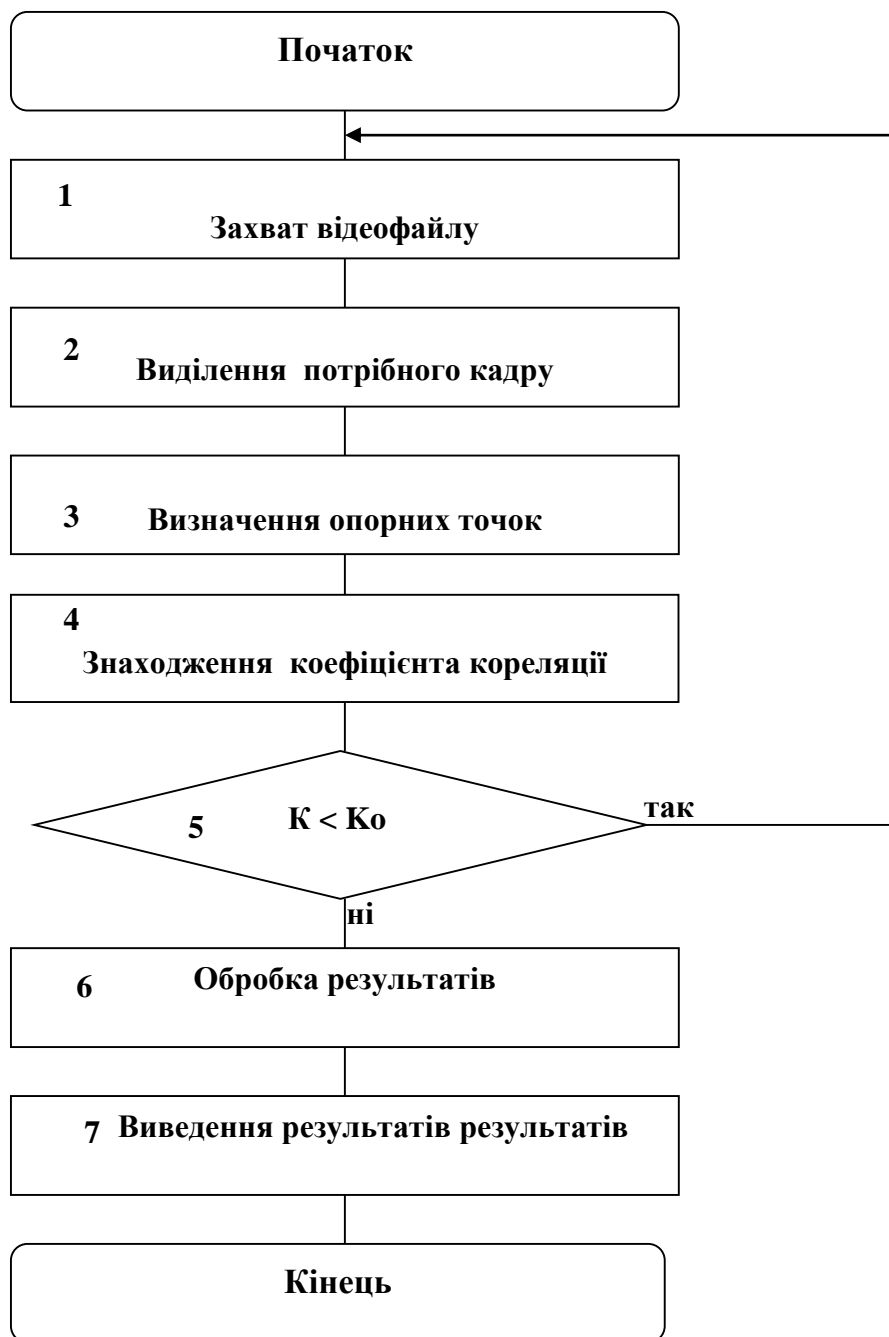 Початок
1
Захват відеофайлу
2
Виділення потрібного кадру
3 Визначення опорних точок
4
Знаходження коефіцієнта кореляції
5 К < Ко
так
ні
6 Обробка результатів
7 Виведення результатів результатів
Кінець